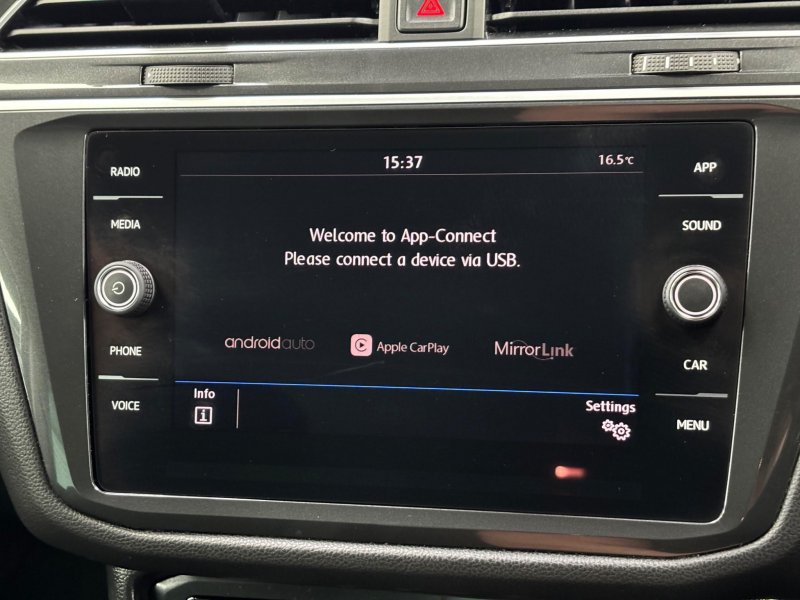 RADIO
MEDIA
PHONE
VOICE
15:37
16.5°C
Welcome to App-Connect
Please connect a device via USB.
androidauto
Apple CarPlay
MirrorLink
Info
Settings
APP
SOUND
CAR
MENU